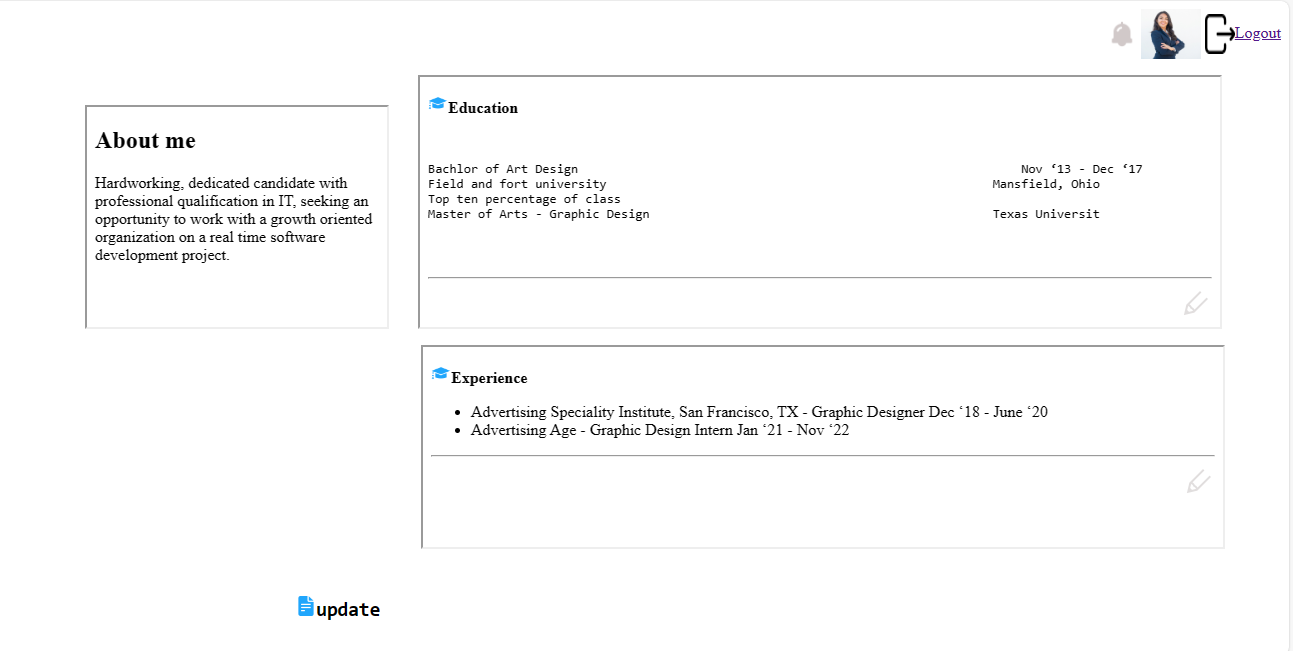 Logout
About me
Hardworking, dedicated candidate with
professional qualification in IT, seeking an
opportunity to work with a growth oriented
organization on a real time software
development project.
Education
Bachlor of Art Design Nov ‘13 - Dec ‘17
Field and fort university Mansfield, Ohio
Top ten percentage of class
Master of Arts - Graphic Design Texas Universit
Experience
• Advertising Speciality Institute, San Francisco, TX - Graphic Designer Dec ‘18 - June ‘20
• Advertising Age - Graphic Design Intern Jan ‘21 - Nov ‘22
update